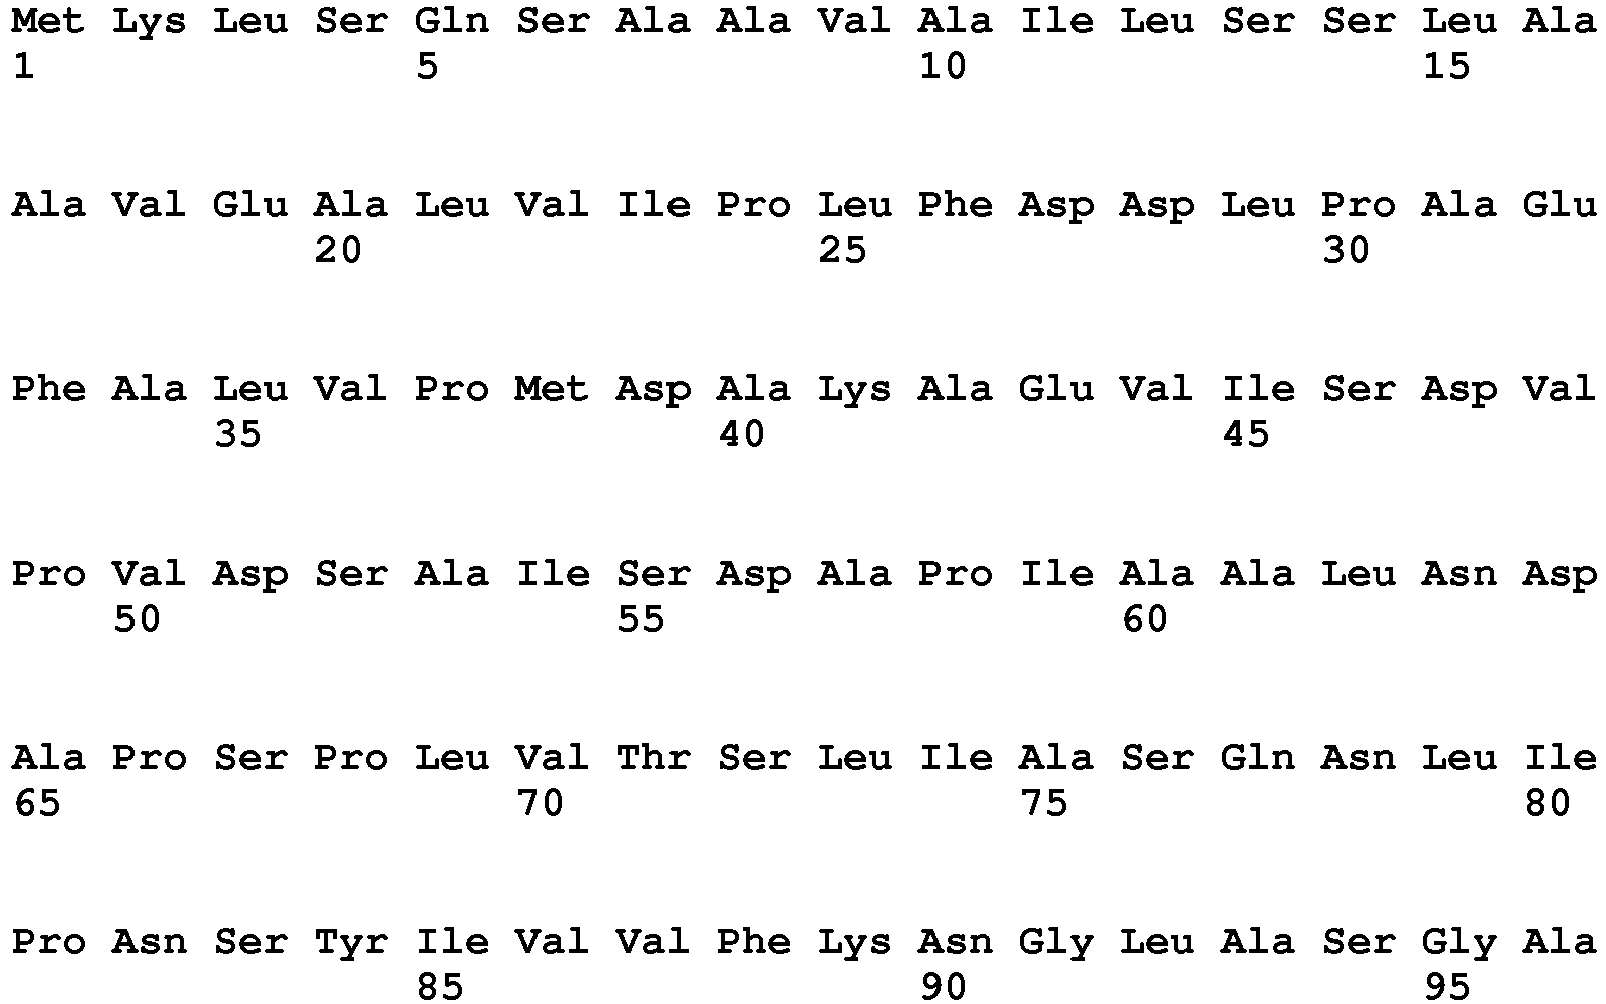 Met Lys Leu Ser Gln Ser Ala Ala Val Ala Ile Leu Ser Ser Leu Ala
1 5 10 15
Ala Val Glu Ala Leu Val Ile Pro Leu Phe Asp Asp Leu Pro Ala Glu
20 25 30
Phe Ala Leu Val Pro Met Asp Ala Lys Ala Glu Val Ile Ser Asp Val
35 40 45
Pro Val Asp Ser Ala Ile Ser Asp Ala Pro Ile Ala Ala Leu Asn Asp
50 55 60
Ala Pro Ser Pro Leu Val Thr Ser Leu Ile Ala Ser Gln Asn Leu Ile
65 70 75 80
Pro Asn Ser Tyr Ile Val Val Phe Lys Asn Gly Leu Ala Ser Gly Ala
85 90 95